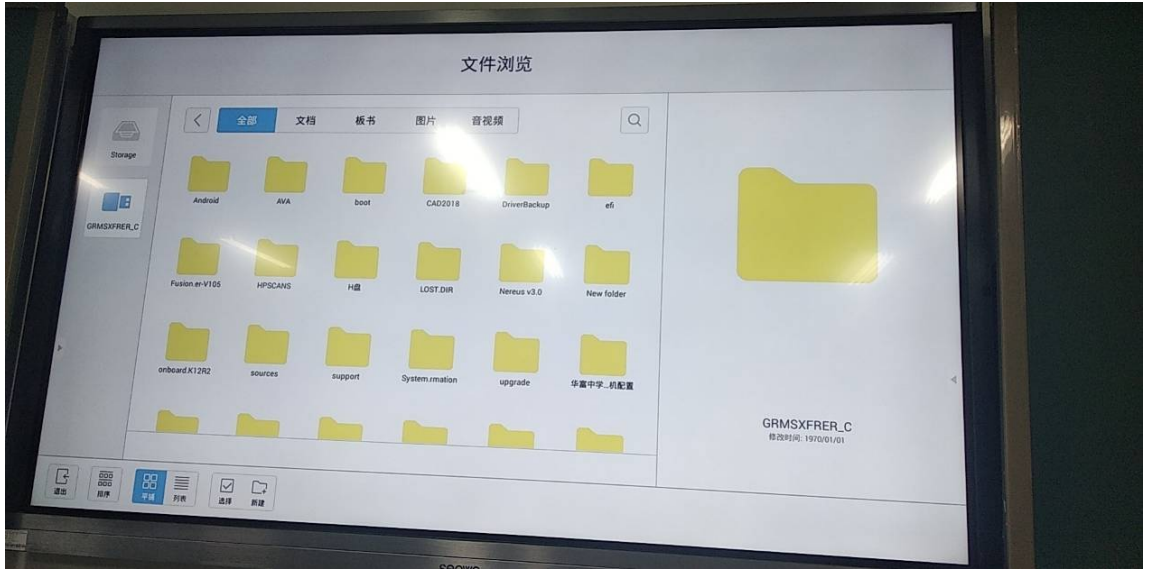 文件浏览
全部 文档 板书 图片 音视频
Storage
GRMSXFRER_C
Android AVA boot CAD2018 DriverBackup efi
Fusion.er-V105 HPSCANS H盘 LOST.DIR Nereus v3.0 New folder
onboard.K12R2 sources support System.rmation upgrade 华富中学...机配置
GRMSXFRER_C
修改时间: 1970/01/01
退出 排序 平铺 列表 选择 新建